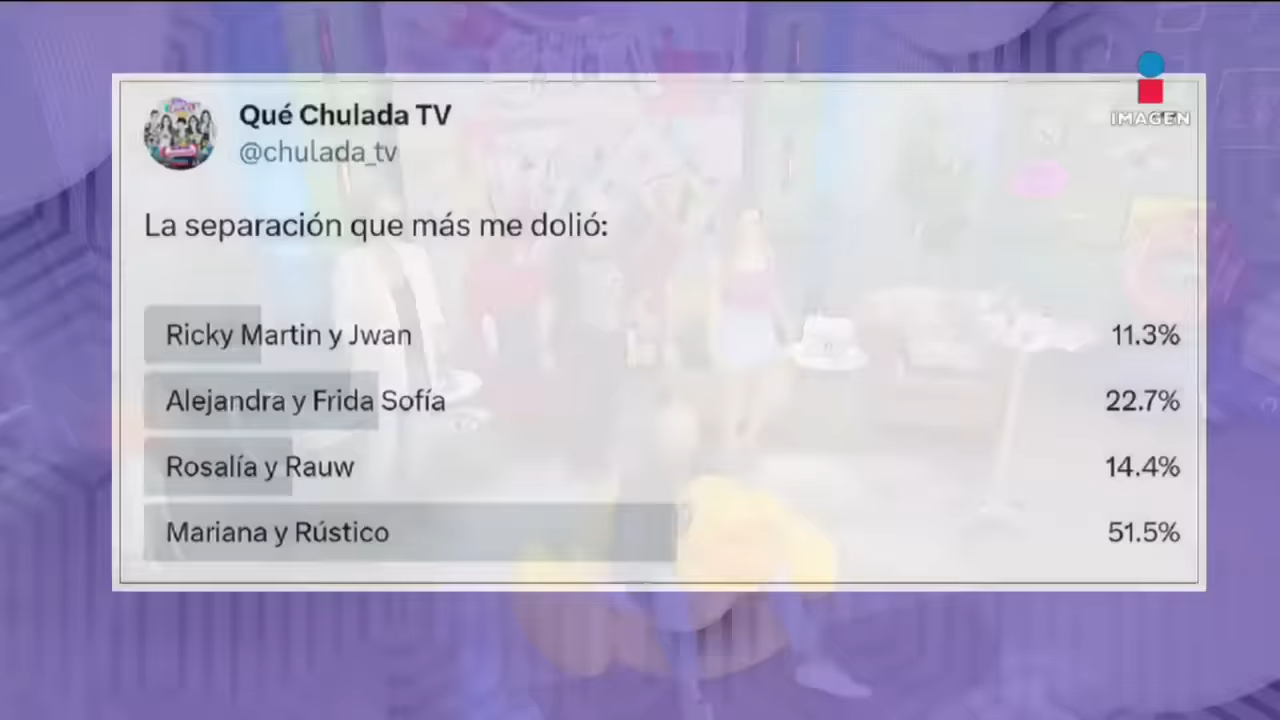 Qué Chulada TV
@chulada_tv
IMAGEN
La separación que más me dolió:
Ricky Martin y Jwan 11.3%
Alejandra y Frida Sofía 22.7%
Rosalía y Rauw 14.4%
Mariana y Rústico 51.5%